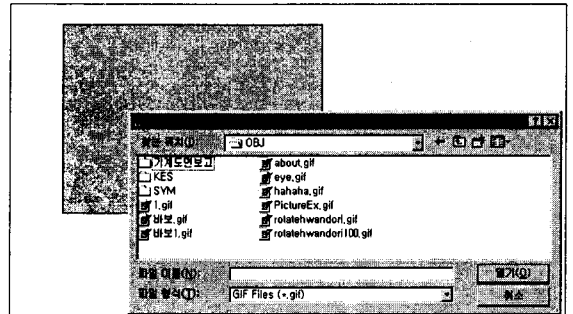 찾는 위치(I): OBJ
기계도면보고 about.gif
KES eye.gif
SYM hahaha.gif
1.gif PictureEx.gif
바보.gif rotatehwandori.gif
바보1.gif rotatehwandori100.gif
파일 이름(N): 열기(O)
파일 형식(T): GIF Files (*.gif) 취소